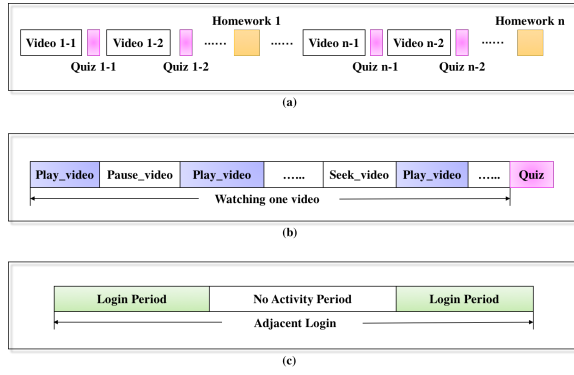 Homework 1
Homework n
Video 1-1
Video 1-2
......
......
Video n-1
Video n-2
......
Quiz 1-1
Quiz 1-2
Quiz n-1
Quiz n-2
(a)
Play_video
Pause_video
Play_video
......
Seek_video
Play_video
......
Quiz
Watching one video
(b)
Login Period
No Activity Period
Login Period
Adjacent Login
(c)